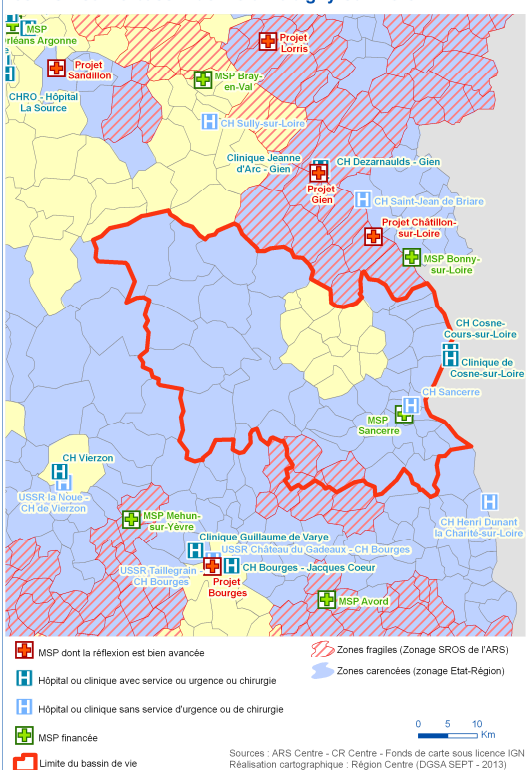 MSP
Orléans Argonne
Projet
Lorris
Projet
Sandillon
MSP Bray-
en-Val
CHRO - Hôpital
La Source
CH Sully-sur-Loire
Clinique Jeanne
d'Arc - Gien
CH Dezarnaulds - Gien
Projet
Gien
CH Saint-Jean de Briare
Projet Châtillon-
sur-Loire
MSP Bonny-
sur-Loire
CH Cosne-
Cours-sur-Loire
Clinique de
Cosne-sur-Loire
CH Sancerre
MSP
Sancerre
CH Vierzon
USSR la Noue -
CH de Vierzon
MSP Mehun-
sur-Yèvre
CH Henri Dunant
la Charité-sur-Loire
Clinique Guillaume de Varye
USSR Château du Gadeaux - CH Bourges
USSR Taillegrain -
CH Bourges
CH Bourges - Jacques Coeur
Projet
Bourges
MSP Avord
MSP dont la réflexion est bien avancée
Hôpital ou clinique avec service ou urgence ou chirurgie
Hôpital ou clinique sans service d'urgence ou de chirurgie
MSP financée
Limite du bassin de vie
Zones fragiles (Zonage SROS de l'ARS)
Zones carencées (zonage Etat-Région)
0 5 10
Km
Sources : ARS Centre - CR Centre - Fonds de carte sous licence IGN
Réalisation cartographique : Région Centre (DGSA SEPT - 2013)